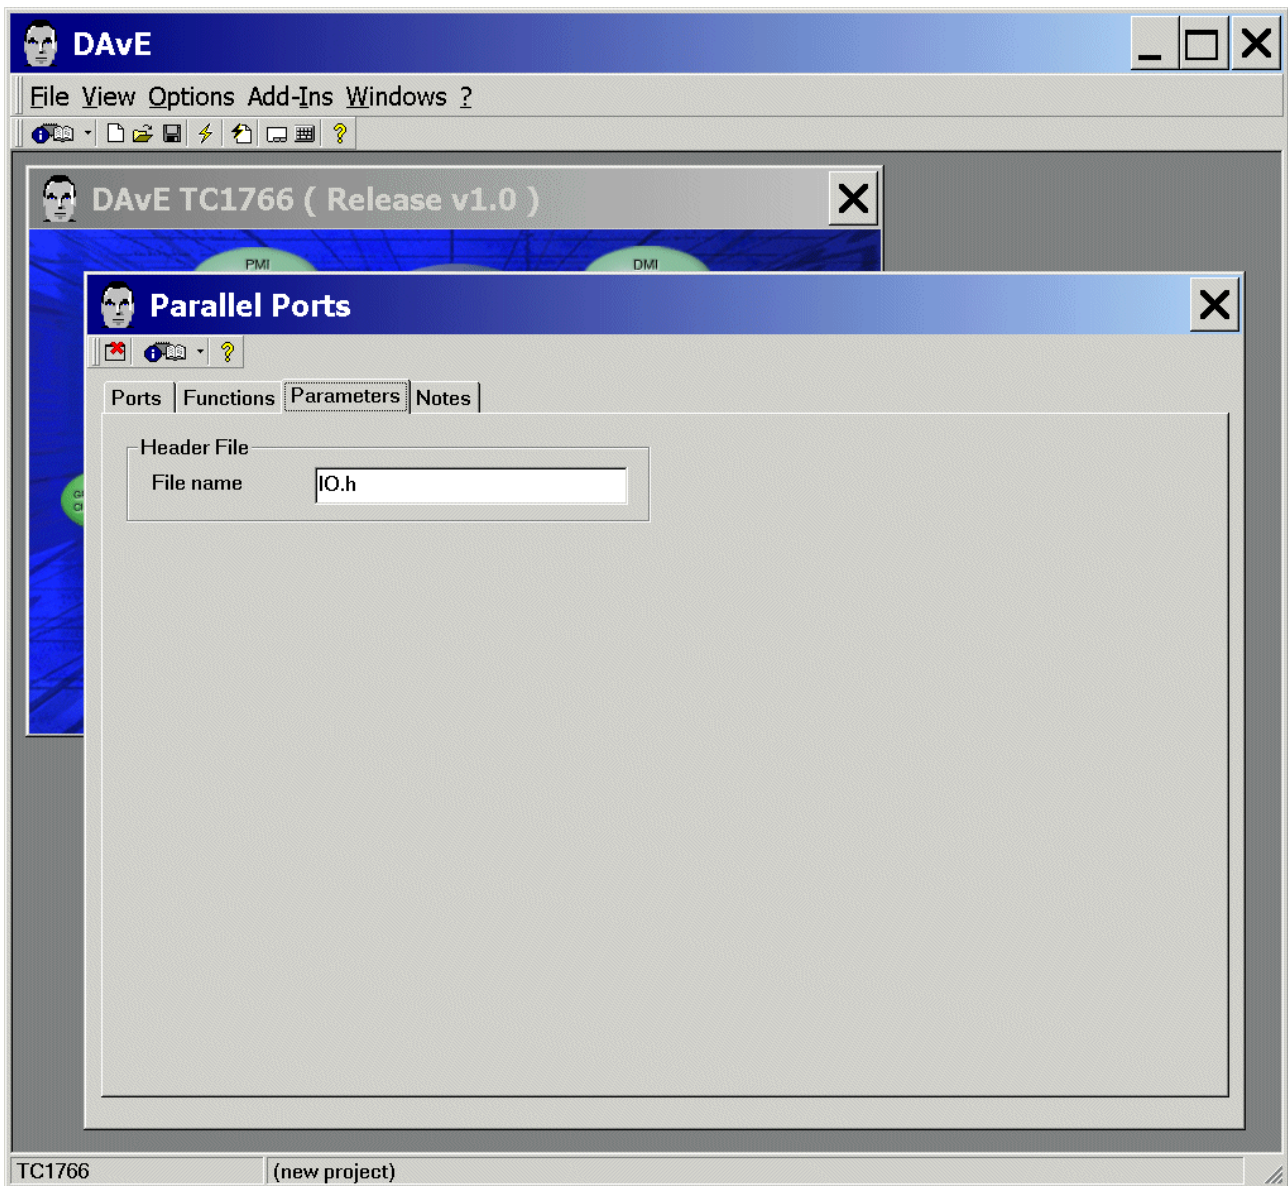 DAvE
File View Options Add-Ins Windows ?
DAvE TC1766 ( Release v1.0 )
PMI DMI
Parallel Ports
Ports Functions Parameters Notes
Header File
File name IO.h
TC1766 (new project)